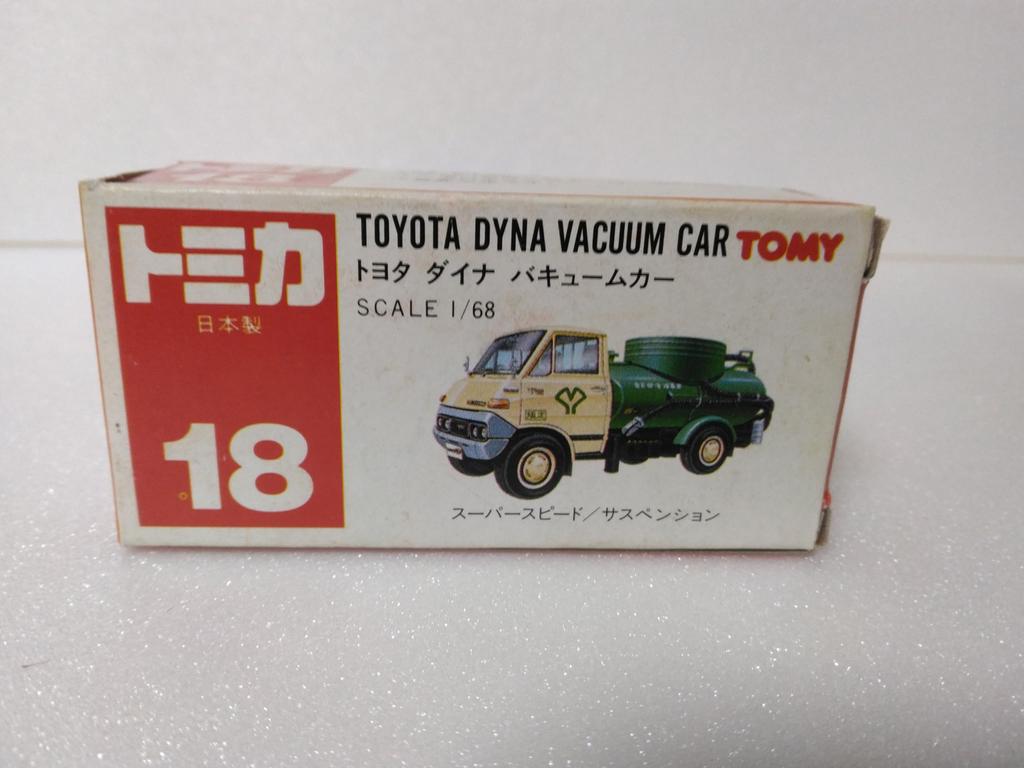 トミカ
日本製
18
TOYOTA DYNA VACUUM CAR TOMY
トヨタ ダイナ バキュームカー
SCALE 1/68
スーパースピード／サスペンション